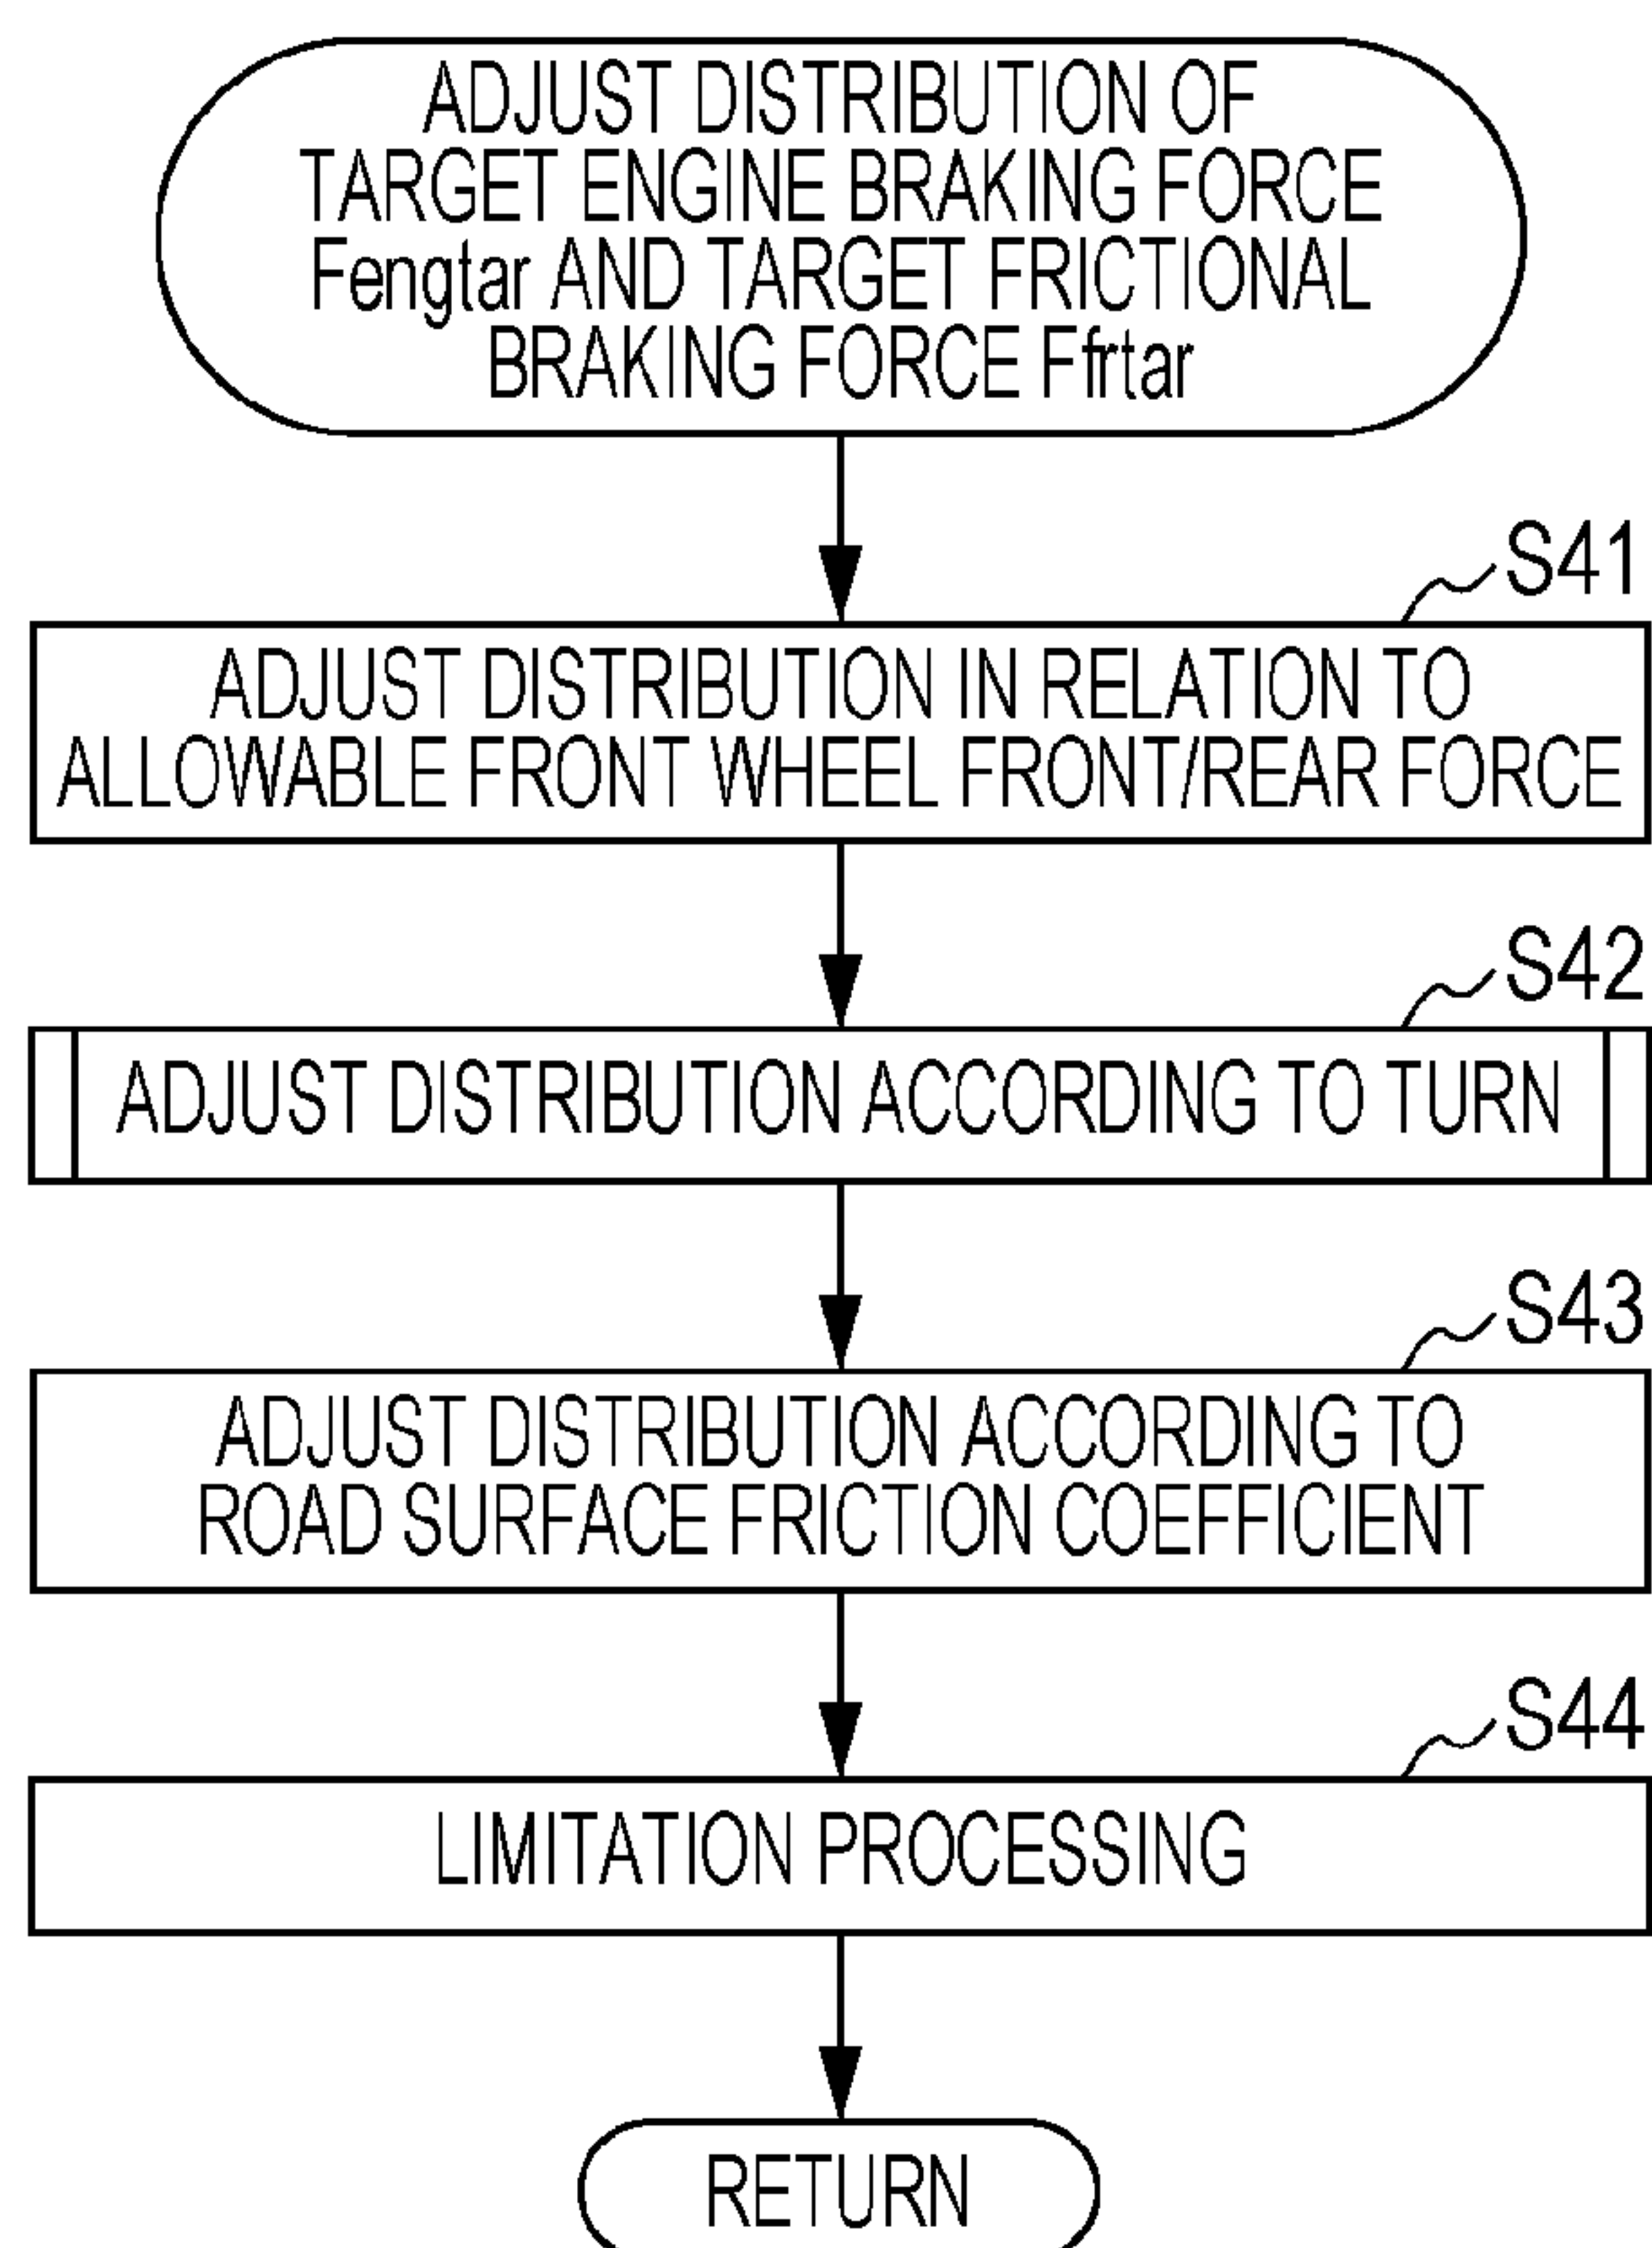 ADJUST DISTRIBUTION OF
TARGET ENGINE BRAKING FORCE
Fengtar AND TARGET FRICTIONAL
BRAKING FORCE Ffrtar
S41
ADJUST DISTRIBUTION IN RELATION TO
ALLOWABLE FRONT WHEEL FRONT/REAR FORCE
S42
ADJUST DISTRIBUTION ACCORDING TO TURN
S43
ADJUST DISTRIBUTION ACCORDING TO
ROAD SURFACE FRICTION COEFFICIENT
S44
LIMITATION PROCESSING
RETURN